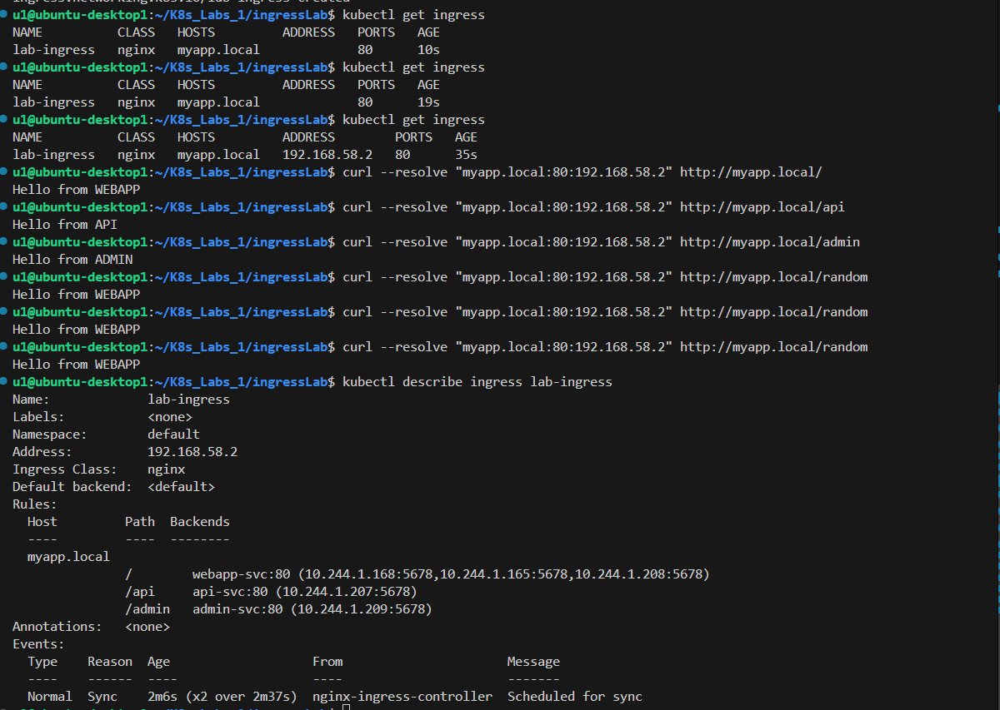 ingress.networking.k8s.io/lab-ingress created
u1@ubuntu-desktop1:~/K8s_Labs_1/ingressLab$ kubectl get ingress
NAME          CLASS   HOSTS         ADDRESS   PORTS   AGE
lab-ingress   nginx   myapp.local             80      10s
u1@ubuntu-desktop1:~/K8s_Labs_1/ingressLab$ kubectl get ingress
NAME          CLASS   HOSTS         ADDRESS   PORTS   AGE
lab-ingress   nginx   myapp.local             80      19s
u1@ubuntu-desktop1:~/K8s_Labs_1/ingressLab$ kubectl get ingress
NAME          CLASS   HOSTS         ADDRESS        PORTS   AGE
lab-ingress   nginx   myapp.local   192.168.58.2   80      35s
u1@ubuntu-desktop1:~/K8s_Labs_1/ingressLab$ curl --resolve "myapp.local:80:192.168.58.2" http://myapp.local/
Hello from WEBAPP
u1@ubuntu-desktop1:~/K8s_Labs_1/ingressLab$ curl --resolve "myapp.local:80:192.168.58.2" http://myapp.local/api
Hello from API
u1@ubuntu-desktop1:~/K8s_Labs_1/ingressLab$ curl --resolve "myapp.local:80:192.168.58.2" http://myapp.local/admin
Hello from ADMIN
u1@ubuntu-desktop1:~/K8s_Labs_1/ingressLab$ curl --resolve "myapp.local:80:192.168.58.2" http://myapp.local/random
Hello from WEBAPP
u1@ubuntu-desktop1:~/K8s_Labs_1/ingressLab$ curl --resolve "myapp.local:80:192.168.58.2" http://myapp.local/random
Hello from WEBAPP
u1@ubuntu-desktop1:~/K8s_Labs_1/ingressLab$ curl --resolve "myapp.local:80:192.168.58.2" http://myapp.local/random
Hello from WEBAPP
u1@ubuntu-desktop1:~/K8s_Labs_1/ingressLab$ kubectl describe ingress lab-ingress
Name:             lab-ingress
Labels:           <none>
Namespace:        default
Address:          192.168.58.2
Ingress Class:    nginx
Default backend:  <default>
Rules:
  Host         Path  Backends
  ----         ----  --------
  myapp.local
               /        webapp-svc:80 (10.244.1.168:5678,10.244.1.165:5678,10.244.1.208:5678)
               /api     api-svc:80 (10.244.1.207:5678)
               /admin   admin-svc:80 (10.244.1.209:5678)
Annotations:   <none>
Events:
  Type    Reason  Age                   From                      Message
  ----    ------  ----                  ----                      -------
  Normal  Sync    2m6s (x2 over 2m37s)  nginx-ingress-controller  Scheduled for sync
u1@ubuntu-desktop1:~/K8s_Labs_1/ingressLab$